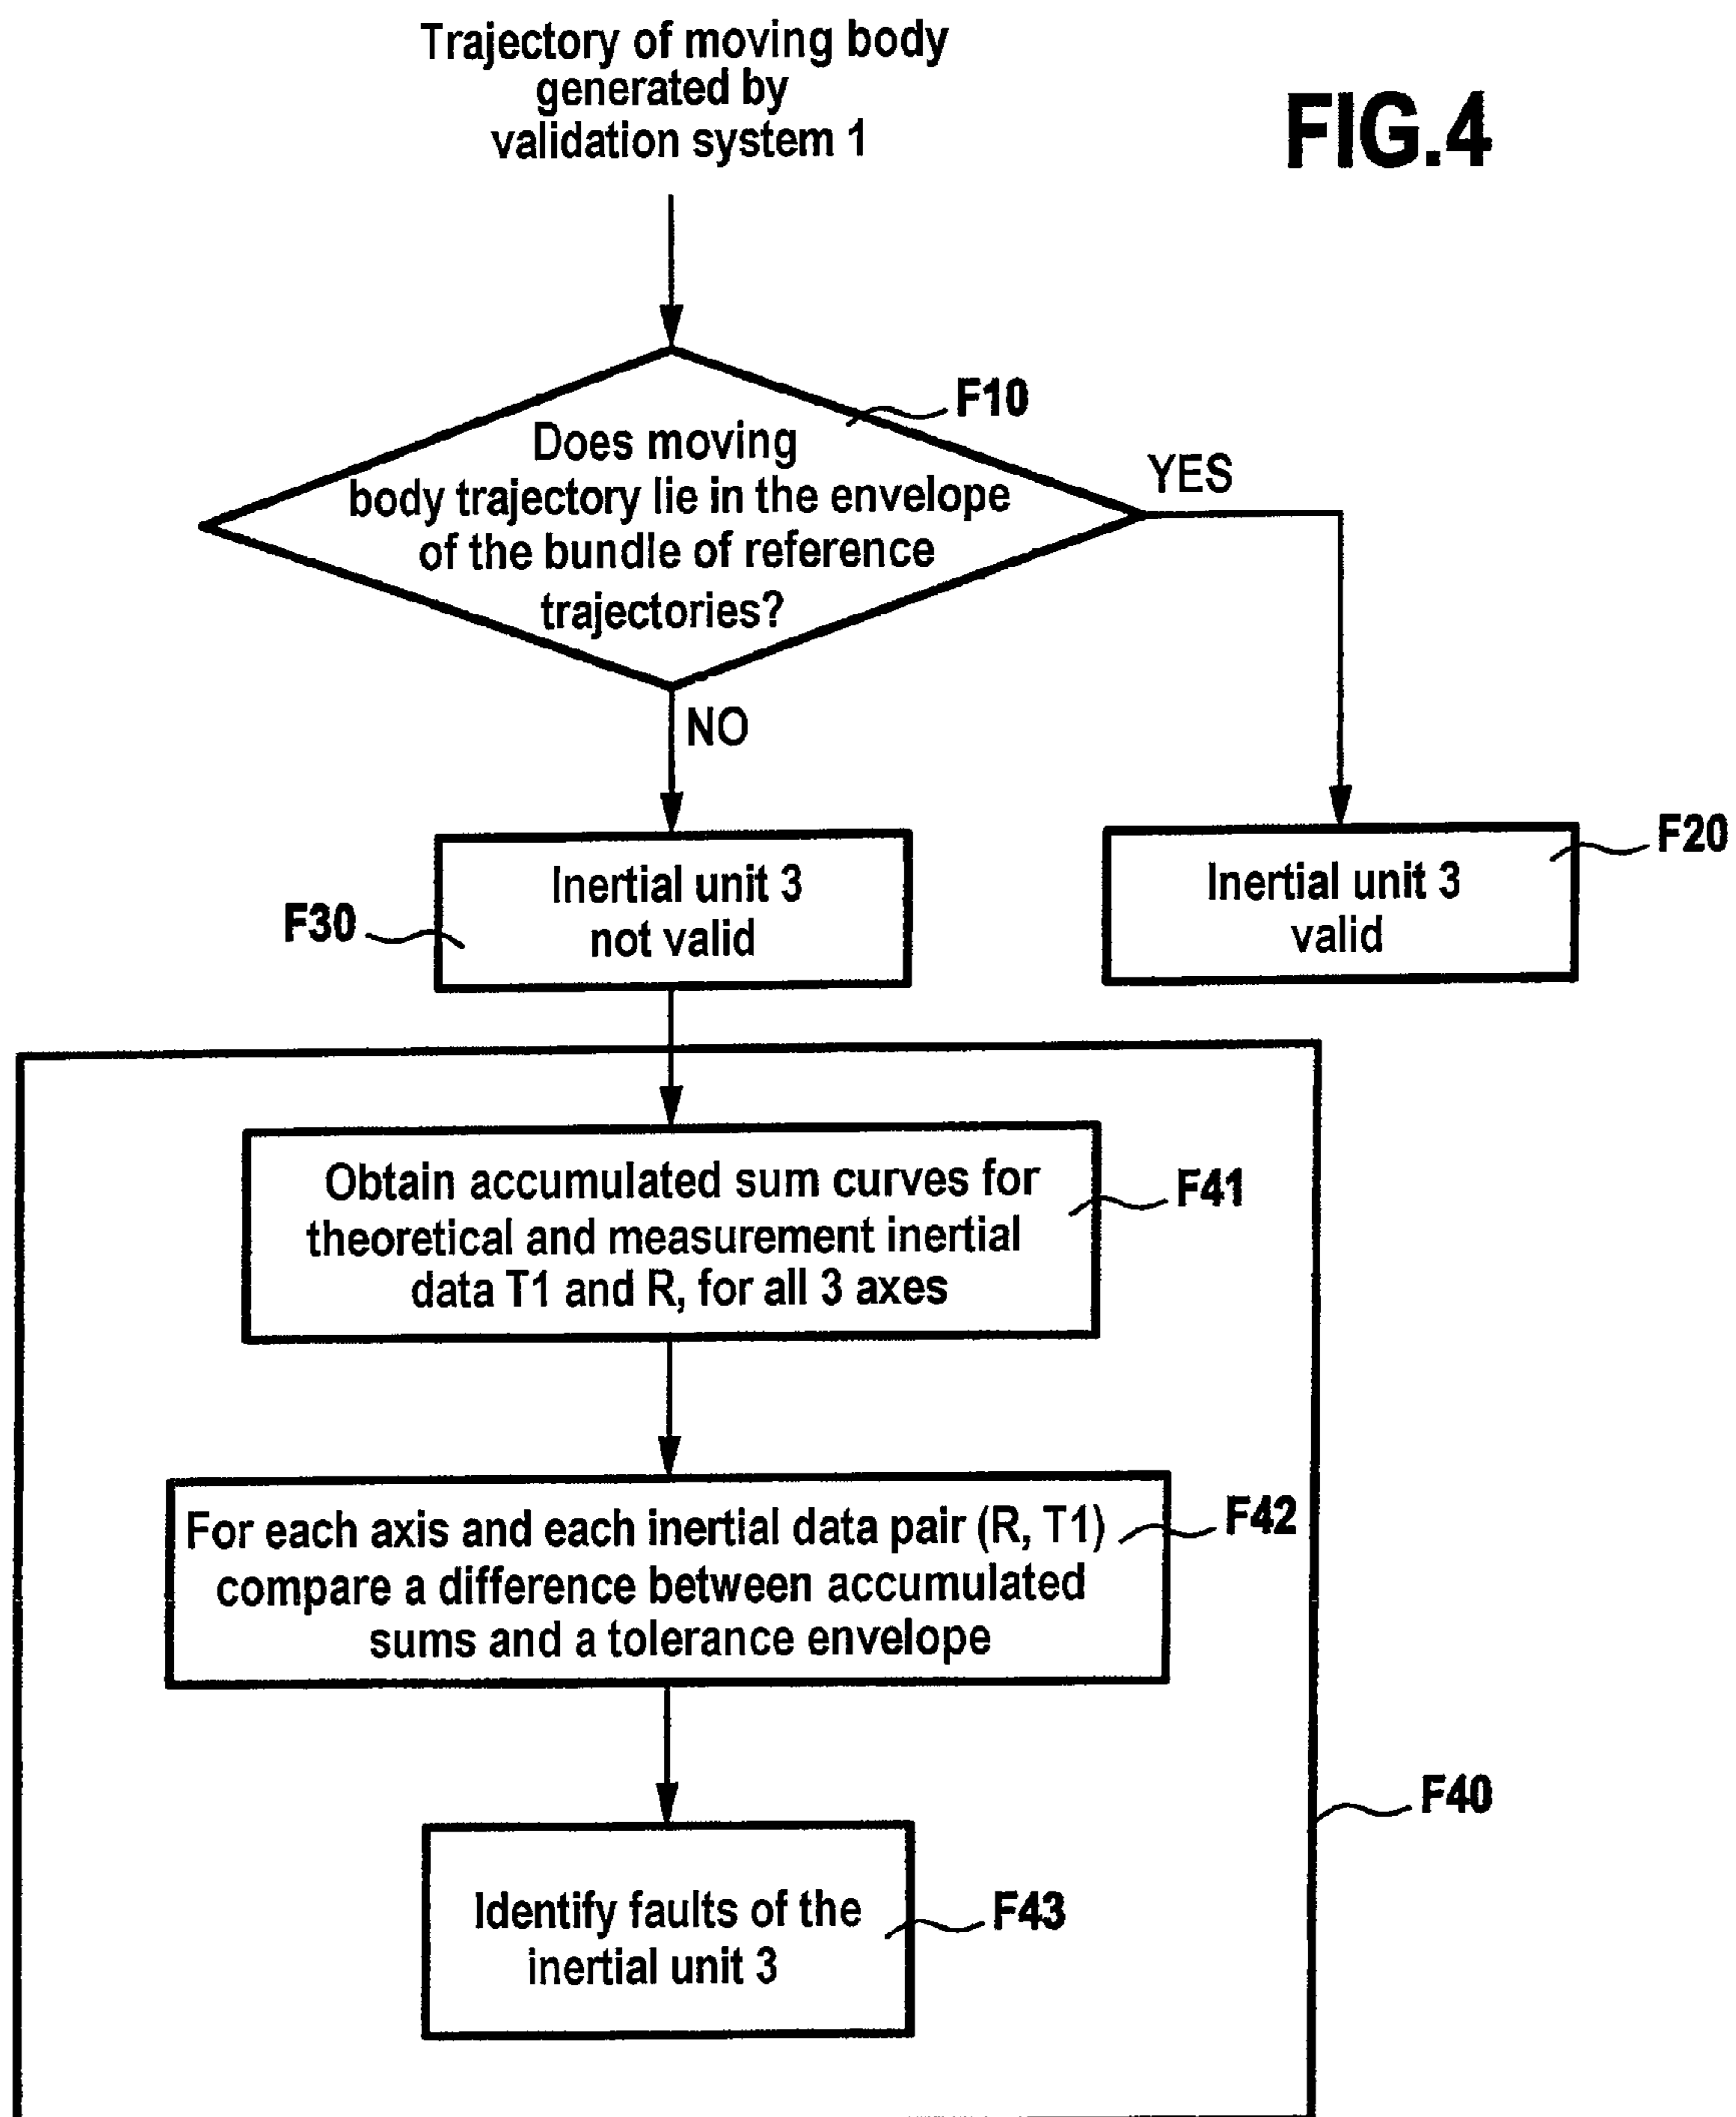 Trajectory of moving body
generated by
validation system 1
FIG.4
F10
Does moving
body trajectory lie in the envelope
of the bundle of reference
trajectories?
YES
NO
Inertial unit 3
not valid
F30
Inertial unit 3
valid
F20
Obtain accumulated sum curves for
theoretical and measurement inertial
data T1 and R, for all 3 axes
F41
For each axis and each inertial data pair (R, T1)
compare a difference between accumulated
sums and a tolerance envelope
F42
F40
Identify faults of the
inertial unit 3
F43